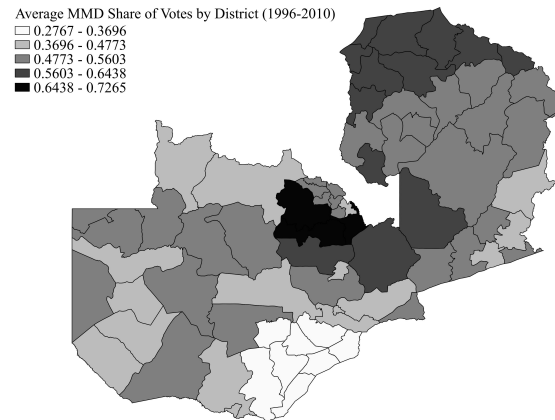 Average MMD Share of Votes by District (1996-2010)
0.2767 - 0.3696
0.3696 - 0.4773
0.4773 - 0.5603
0.5603 - 0.6438
0.6438 - 0.7265